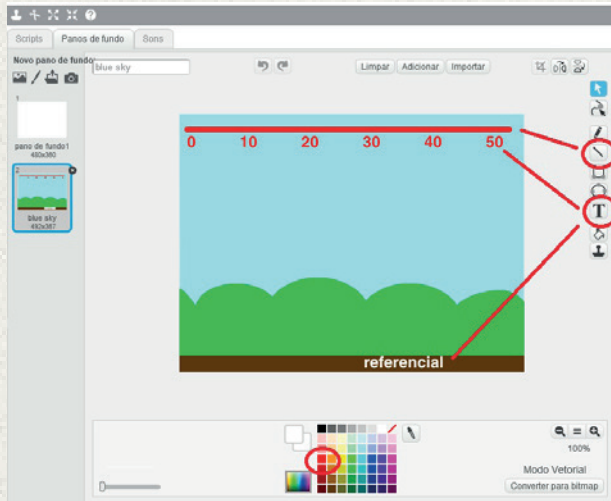 Scripts Panos de fundo Sons
Novo pano de fundo:
blue sky
Limpar Adicionar Importar
1
pano de fundo1
480x360
2
blue sky
492x387
0 10 20 30 40 50
T
referencial
100%
Modo Vetorial
Converter para bitmap